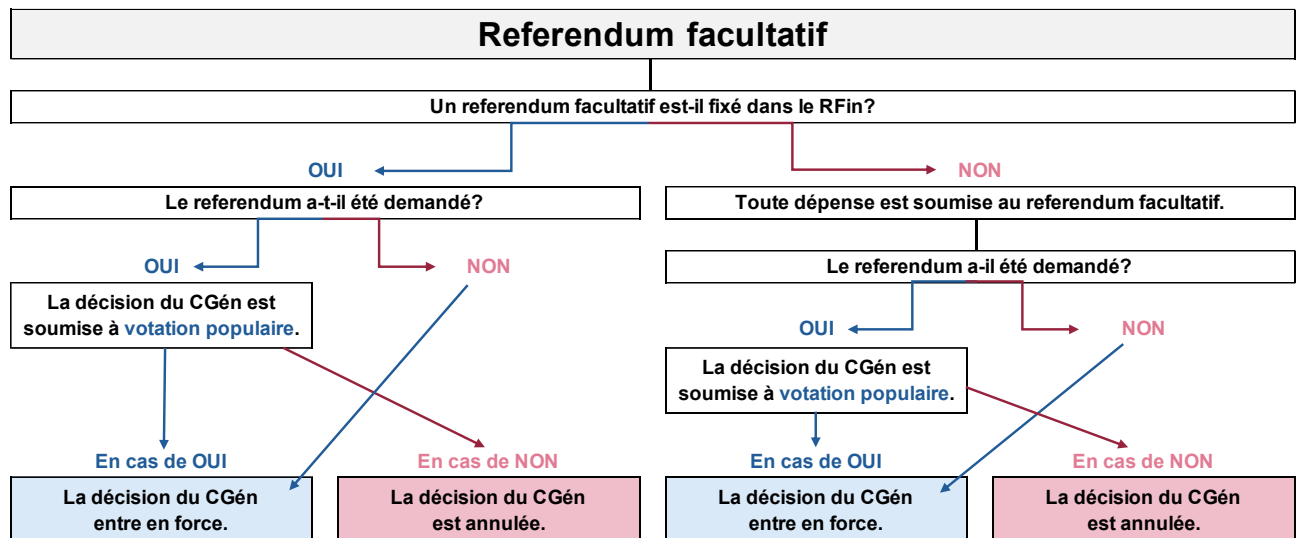 Referendum facultatif
Un referendum facultatif est-il fixé dans le RFin?
OUI
NON
Le referendum a-t-il été demandé?
Toute dépense est soumise au referendum facultatif.
OUI
NON
Le referendum a-il été demandé?
La décision du CGén est
soumise à votation populaire.
OUI
NON
La décision du CGén est
soumise à votation populaire.
En cas de OUI
En cas de NON
En cas de OUI
En cas de NON
La décision du CGén
entre en force.
La décision du CGén
est annulée.
La décision du CGén
entre en force.
La décision du CGén
est annulée.